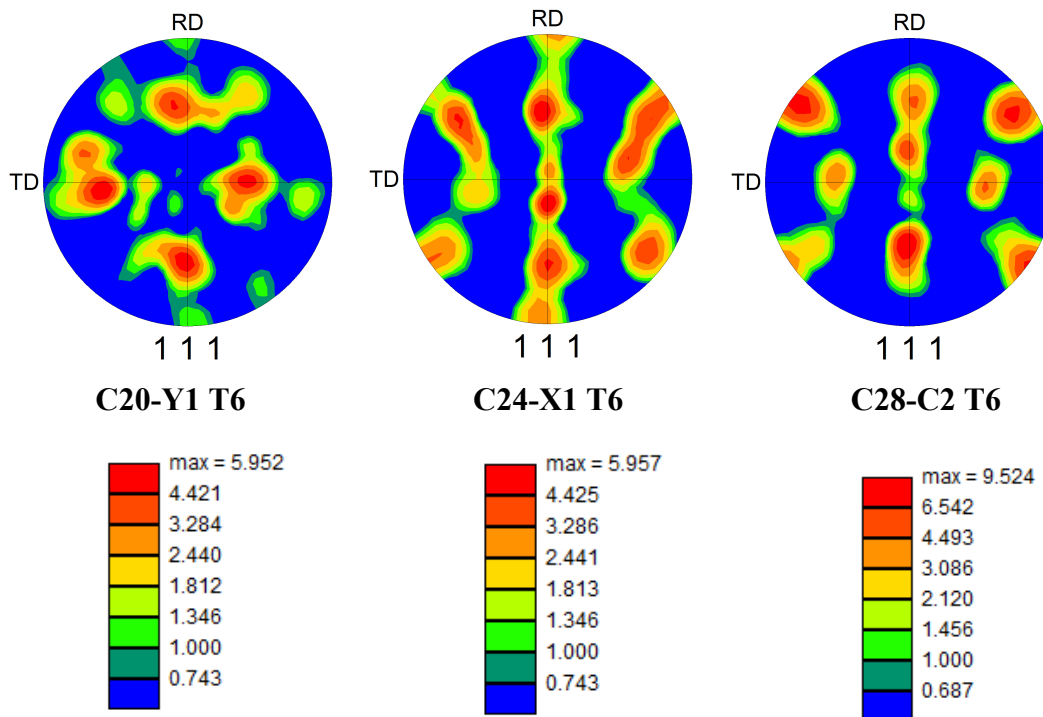 RD
TD
1 1 1
C20-Y1 T6
max = 5.952
4.421
3.284
2.440
1.812
1.346
1.000
0.743
RD
TD
1 1 1
C24-X1 T6
max = 5.957
4.425
3.286
2.441
1.813
1.346
1.000
0.743
RD
TD
1 1 1
C28-C2 T6
max = 9.524
6.542
4.493
3.086
2.120
1.456
1.000
0.687